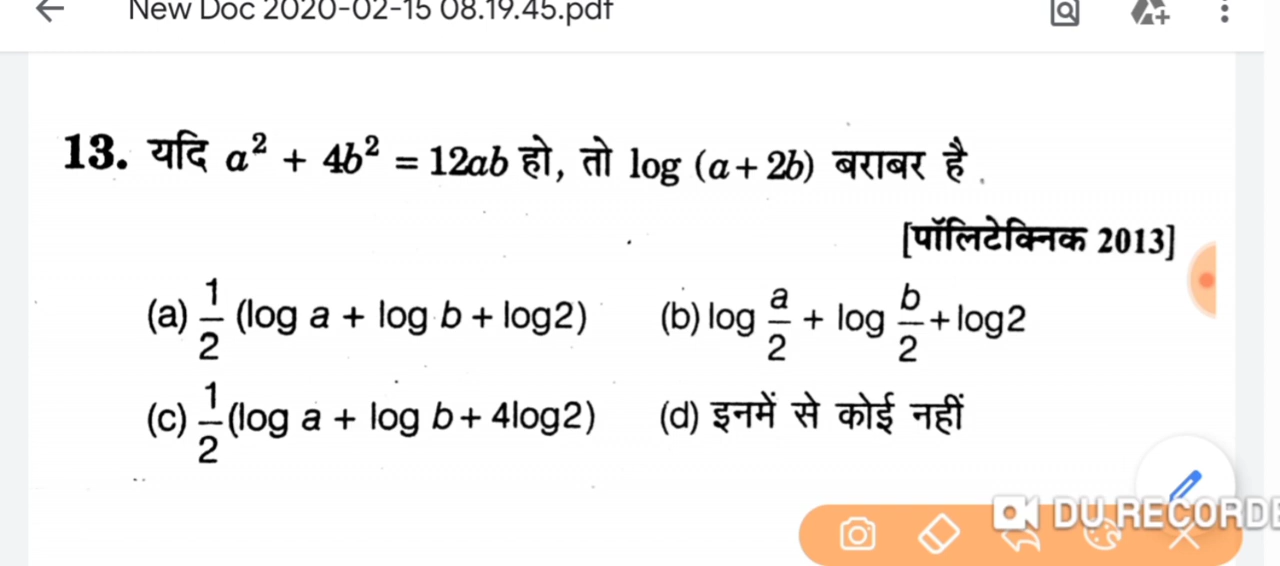 New Doc 2020-02-15 08.19.45.pdf
13. यदि a² + 4b² = 12ab हो, तो log (a + 2b) बराबर है
[पॉलिटेक्निक 2013]
(a) 1/2 (log a + log b + log2) (b) log a/2 + log b/2 + log2
(c) 1/2 (log a + log b + 4log2) (d) इनमें से कोई नहीं
DU RECORDE